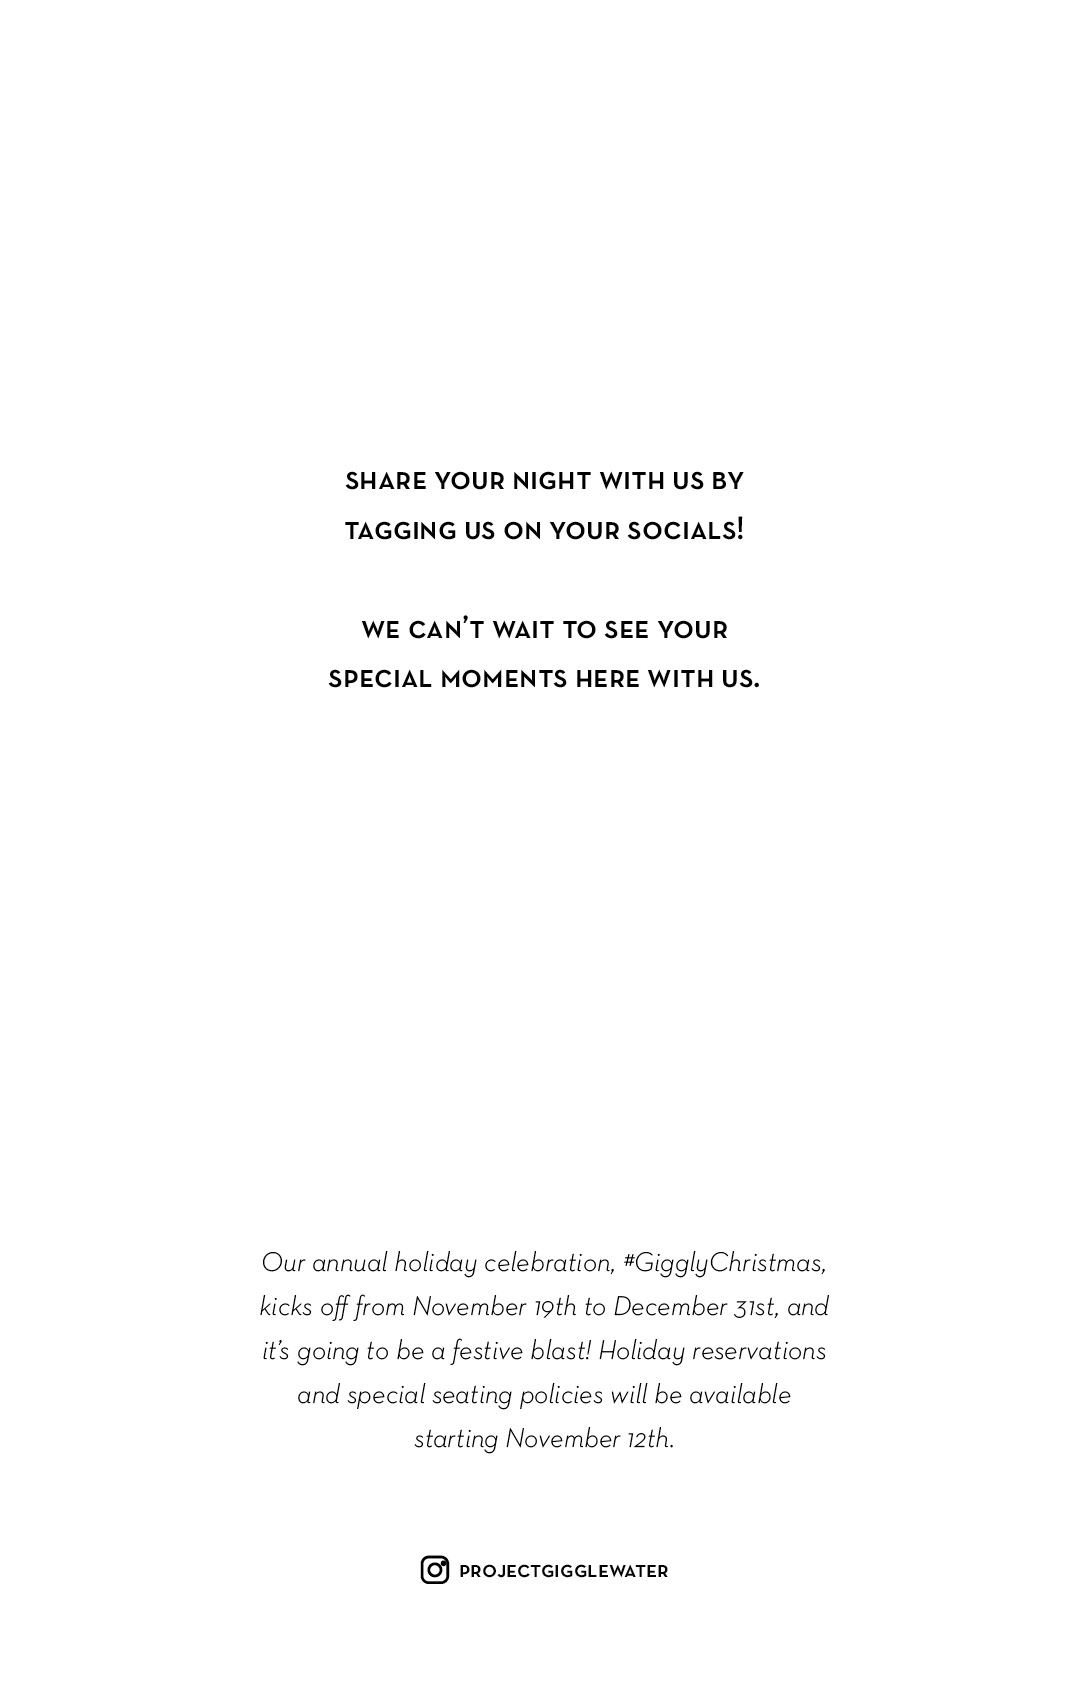 SHARE YOUR NIGHT WITH US BY
TAGGING US ON YOUR SOCIALS!
WE CAN’T WAIT TO SEE YOUR
SPECIAL MOMENTS HERE WITH US.
Our annual holiday celebration, #GigglyChristmas,
kicks off from November 19th to December 31st, and
it’s going to be a festive blast! Holiday reservations
and special seating policies will be available
starting November 12th.
PROJECTGIGGLEWATER